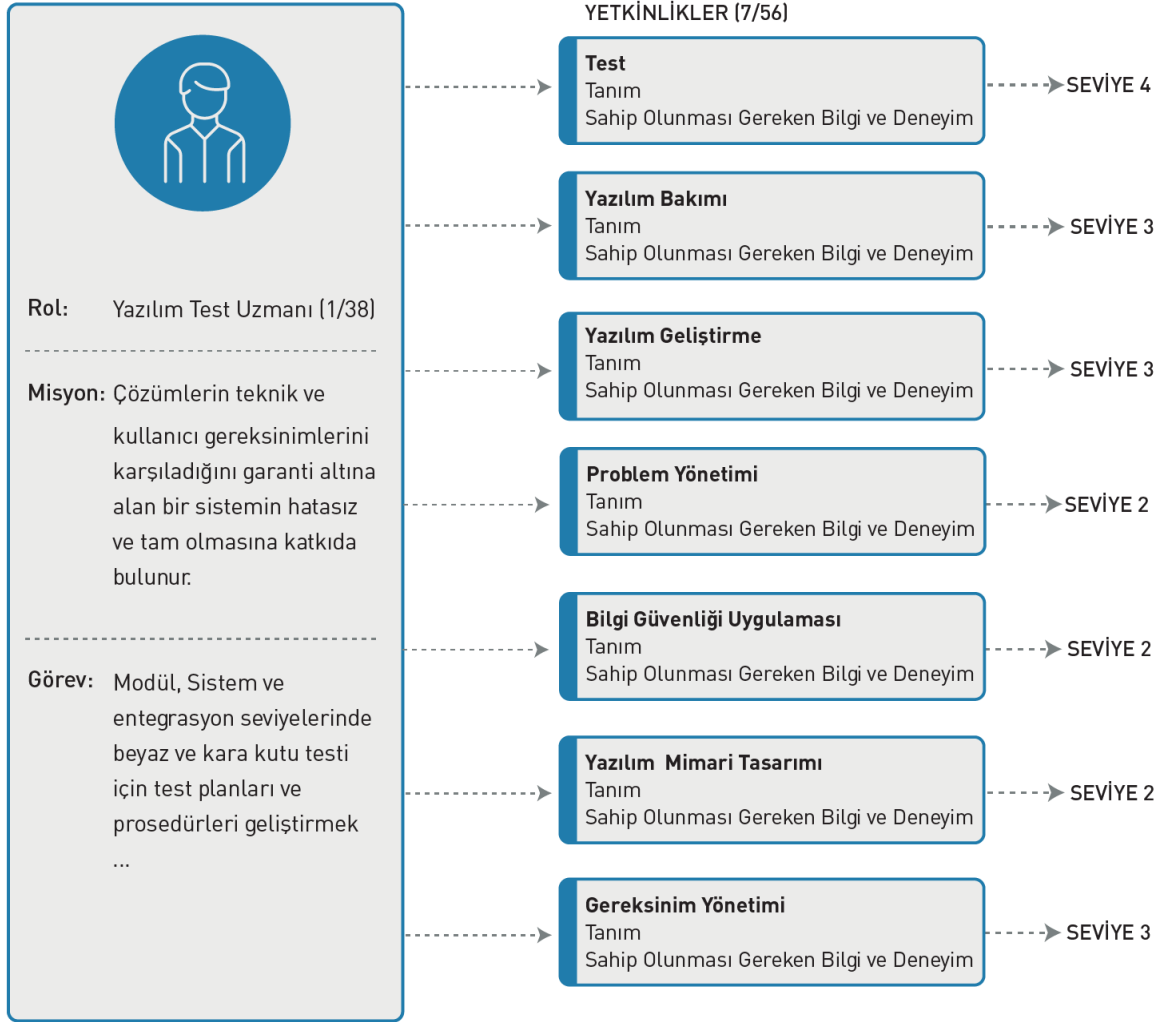 Rol: Yazılım Test Uzmanı (1/38)
Misyon: Çözümlerin teknik ve
kullanıcı gereksinimlerini
karşıladığını garanti altına
alan bir sistemin hatasız
ve tam olmasına katkıda
bulunur.
Görev: Modül, Sistem ve
entegrasyon seviyelerinde
beyaz ve kara kutu testi
için test planları ve
prosedürleri geliştirmek
...
YETKİNLİKLER (7/56)
Test
Tanım
Sahip Olunması Gereken Bilgi ve Deneyim
SEVİYE 4
Yazılım Bakımı
Tanım
Sahip Olunması Gereken Bilgi ve Deneyim
SEVİYE 3
Yazılım Geliştirme
Tanım
Sahip Olunması Gereken Bilgi ve Deneyim
SEVİYE 3
Problem Yönetimi
Tanım
Sahip Olunması Gereken Bilgi ve Deneyim
SEVİYE 2
Bilgi Güvenliği Uygulaması
Tanım
Sahip Olunması Gereken Bilgi ve Deneyim
SEVİYE 2
Yazılım Mimari Tasarımı
Tanım
Sahip Olunması Gereken Bilgi ve Deneyim
SEVİYE 2
Gereksinim Yönetimi
Tanım
Sahip Olunması Gereken Bilgi ve Deneyim
SEVİYE 3